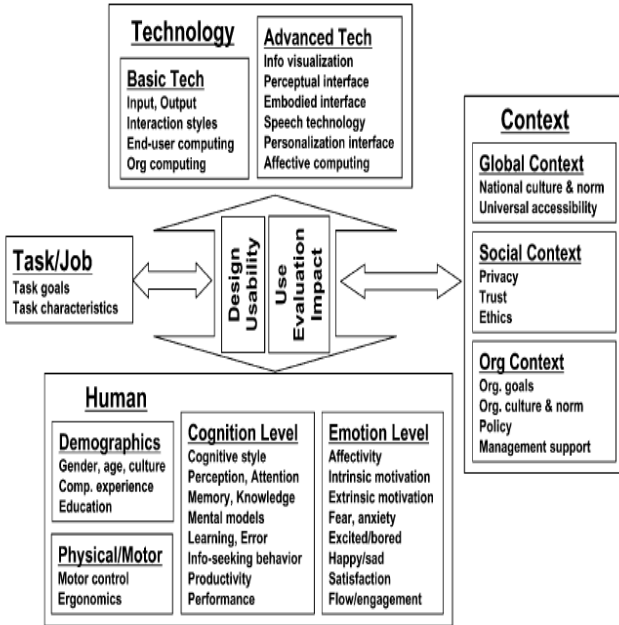 Technology
Basic Tech
Input, Output
Interaction styles
End-user computing
Org computing
Advanced Tech
Info visualization
Perceptual interface
Embodied interface
Speech technology
Personalization interface
Affective computing
Task/Job
Task goals
Task characteristics
Design
Usability
Use
Evaluation
Impact
Context
Global Context
National culture & norm
Universal accessibility
Social Context
Privacy
Trust
Ethics
Org Context
Org. goals
Org. culture & norm
Policy
Management support
Human
Demographics
Gender, age, culture
Comp. experience
Education
Physical/Motor
Motor control
Ergonomics
Cognition Level
Cognitive style
Perception, Attention
Memory, Knowledge
Mental models
Learning, Error
Info-seeking behavior
Productivity
Performance
Emotion Level
Affectivity
Intrinsic motivation
Extrinsic motivation
Fear, anxiety
Excited/bored
Happy/sad
Satisfaction
Flow/engagement